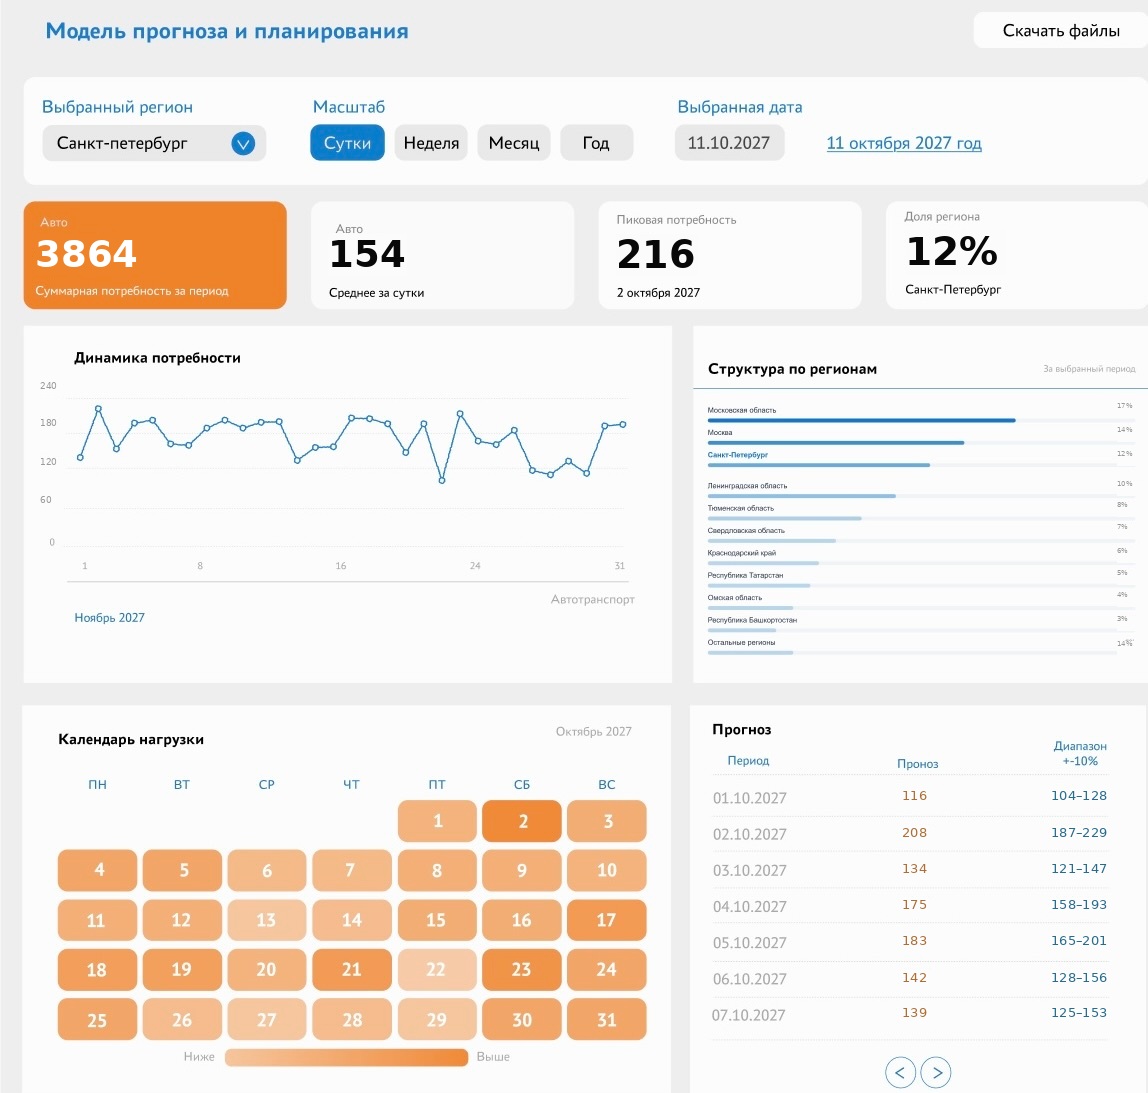 Модель прогноза и планирования
Скачать файлы
Выбранный регион
Масштаб
Выбранная дата
Санкт-петербург
Сутки
Неделя
Месяц
Год
11.10.2027
11 октября 2027 год
Авто
3864
Суммарная потребность за период
Авто
154
Среднее за сутки
Пиковая потребность
216
2 октября 2027
Доля региона
12%
Санкт-Петербург
Динамика потребности
240
180
120
60
0
1 8 16 24 31
Автотранспорт
Ноябрь 2027
Структура по регионам
За выбранный период
Московская область 17%
Москва 14%
Санкт-Петербург 12%
Ленинградская область 10%
Тюменская область 8%
Свердловская область 7%
Краснодарский край 6%
Республика Татарстан 5%
Омская область 4%
Республика Башкортостан 3%
Остальные регионы 14%
Календарь нагрузки
Октябрь 2027
ПН ВТ СР ЧТ ПТ СБ ВС
1 2 3
4 5 6 7 8 9 10
11 12 13 14 15 16 17
18 19 20 21 22 23 24
25 26 27 28 29 30 31
Ниже
Выше
Прогноз
Период
Проноз
Диапазон
+-10%
01.10.2027 116 104–128
02.10.2027 208 187–229
03.10.2027 134 121–147
04.10.2027 175 158–193
05.10.2027 183 165–201
06.10.2027 142 128–156
07.10.2027 139 125–153